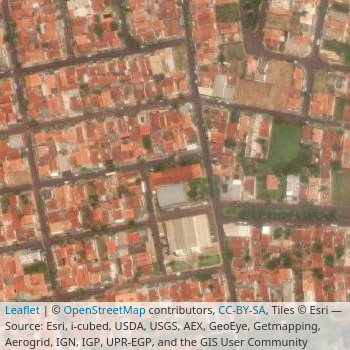 Leaflet | © OpenStreetMap contributors, CC-BY-SA, Tiles © Esri —
Source: Esri, i-cubed, USDA, USGS, AEX, GeoEye, Getmapping,
Aerogrid, IGN, IGP, UPR-EGP, and the GIS User Community